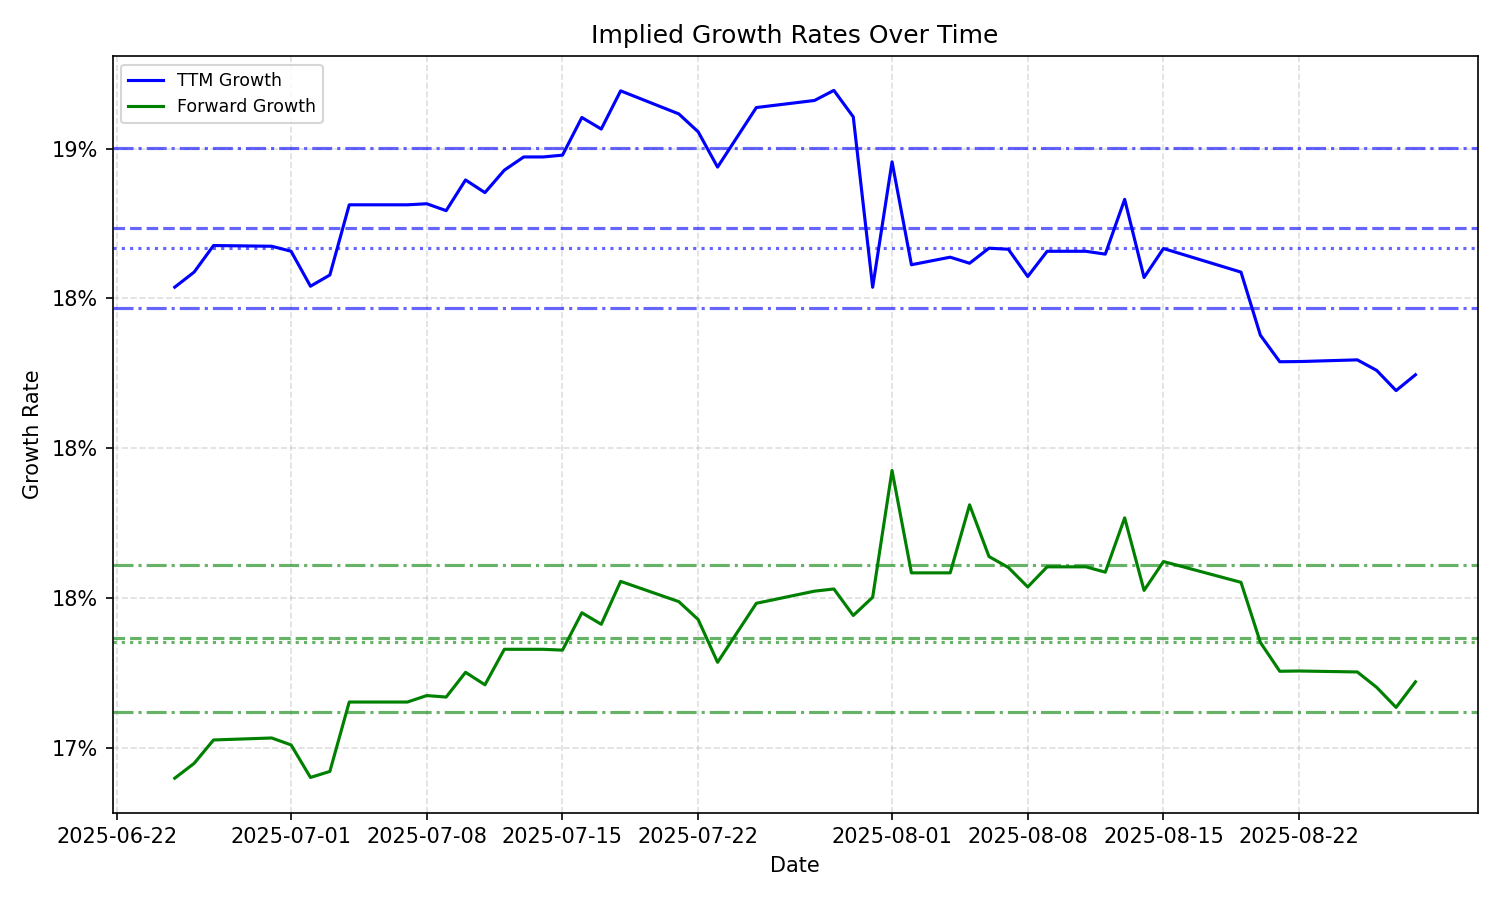 Implied Growth Rates Over Time
TTM Growth
Forward Growth
19%
18%
18%
18%
17%
Growth Rate
2025-06-22
2025-07-01
2025-07-08
2025-07-15
2025-07-22
2025-08-01
2025-08-08
2025-08-15
2025-08-22
Date